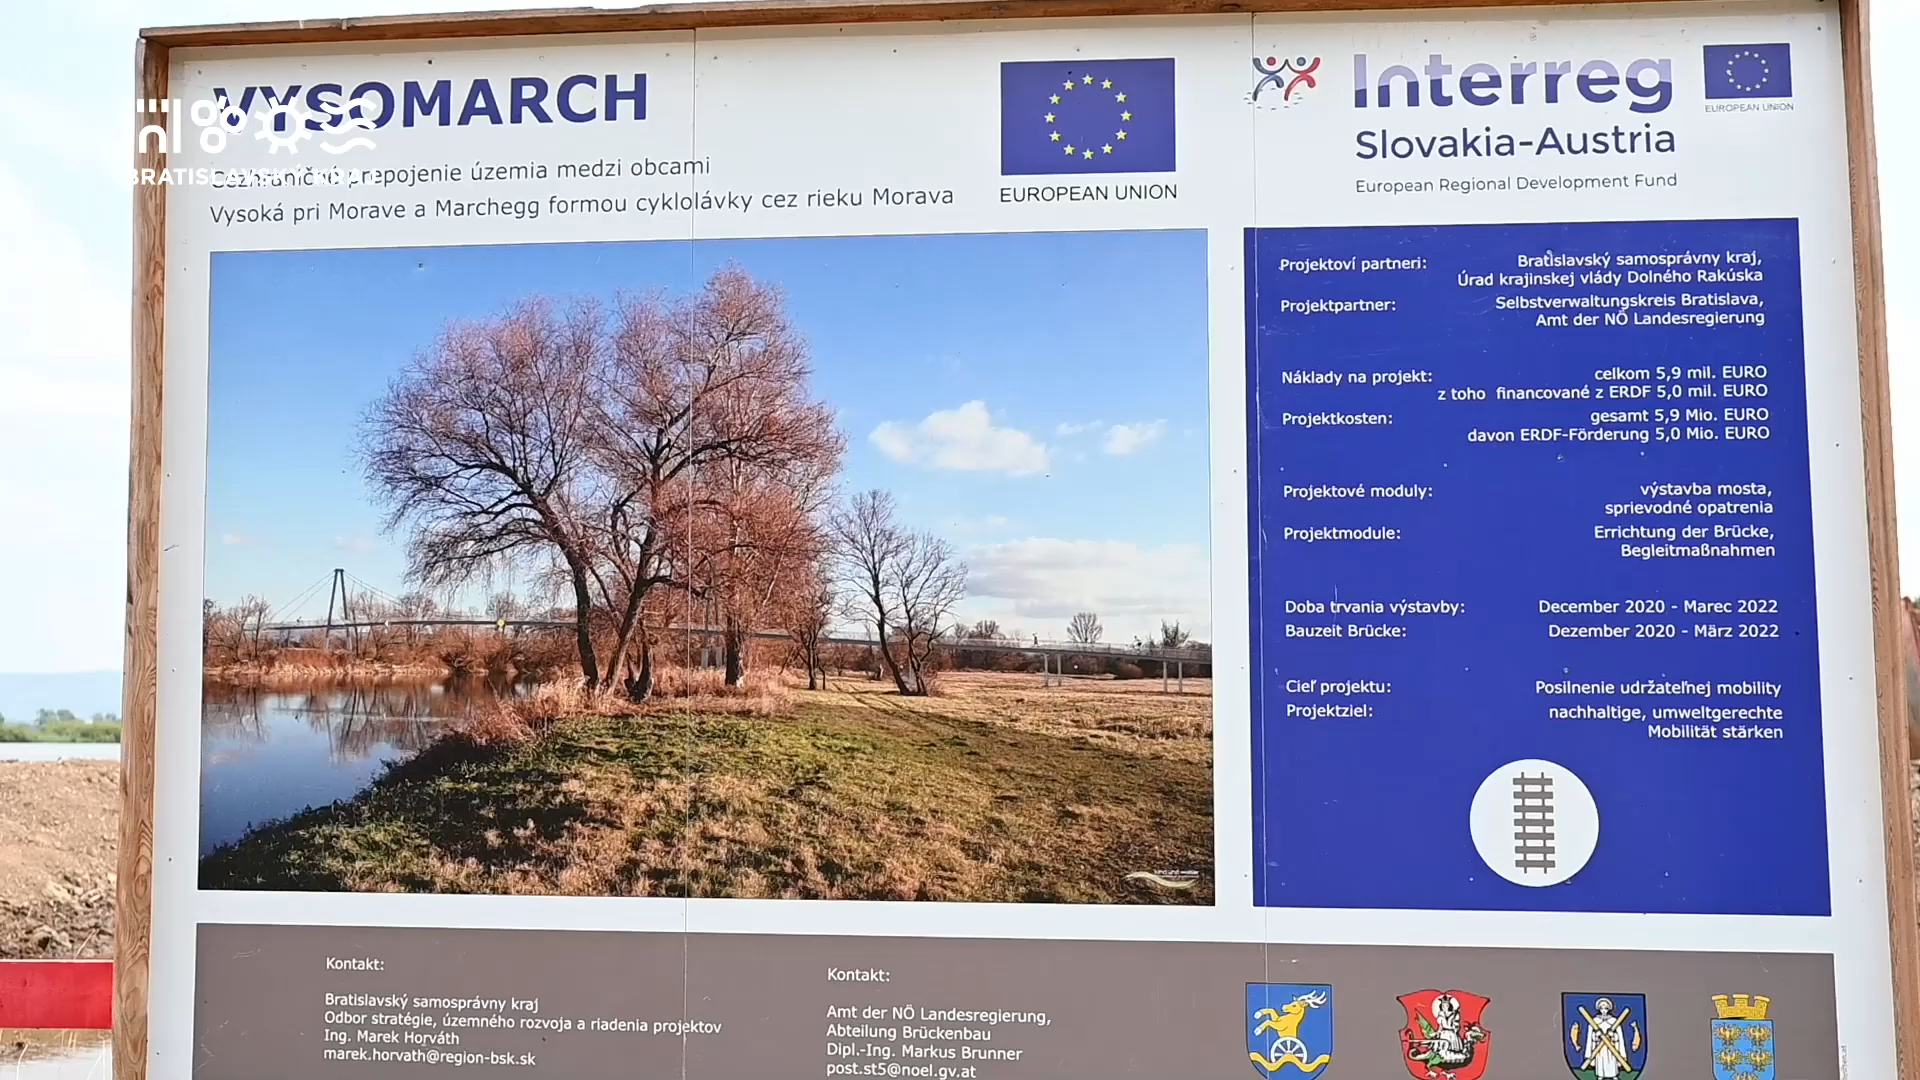 VYSOMARCH
BRATISLAVSKÝ KRAJ
Cezhraničné prepojenie územia medzi obcami
Vysoká pri Morave a Marchegg formou cyklolávky cez rieku Morava
EUROPEAN UNION
Interreg
EUROPEAN UNION
Slovakia-Austria
European Regional Development Fund
Projektoví partneri: Bratislavský samosprávny kraj,
Úrad krajinskej vlády Dolného Rakúska
Projektpartner: Selbstverwaltungskreis Bratislava,
Amt der NÖ Landesregierung
Náklady na projekt: celkom 5,9 mil. EURO
z toho financované z ERDF 5,0 mil. EURO
Projektkosten: gesamt 5,9 Mio. EURO
davon ERDF-Förderung 5,0 Mio. EURO
Projektové moduly: výstavba mosta,
sprievodné opatrenia
Projektmodule: Errichtung der Brücke,
Begleitmaßnahmen
Doba trvania výstavby: December 2020 - Marec 2022
Bauzeit Brücke: Dezember 2020 - März 2022
Cieľ projektu: Posilnenie udržateľnej mobility
Projektziel: nachhaltige, umweltgerechte
Mobilität stärken
Kontakt:
Bratislavský samosprávny kraj
Odbor stratégie, územného rozvoja a riadenia projektov
Ing. Marek Horváth
marek.horvath@region-bsk.sk
Kontakt:
Amt der NÖ Landesregierung,
Abteilung Brückenbau
Dipl.-Ing. Markus Brunner
post.st5@noel.gv.at